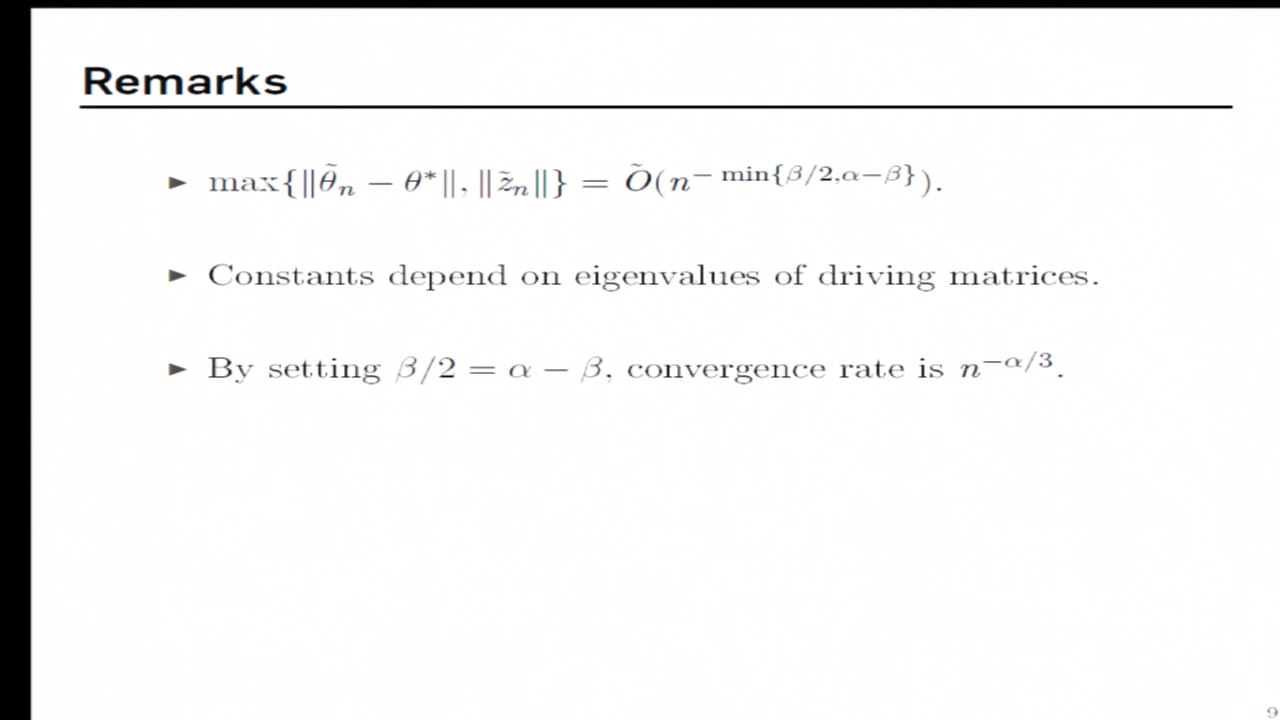 Remarks
► max{‖θ̃ₙ − θ*‖, ‖z̃ₙ‖} = Õ(n^{− min{β/2,α−β}}).
► Constants depend on eigenvalues of driving matrices.
► By setting β/2 = α − β, convergence rate is n^{−α/3}.
9